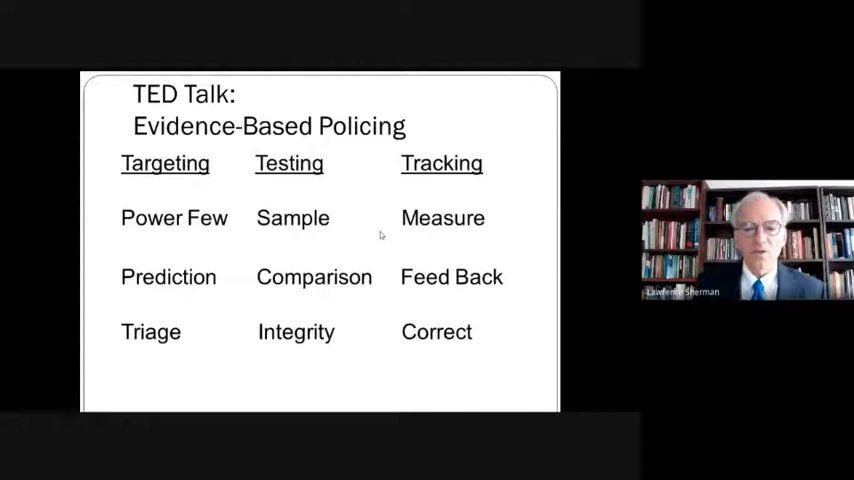 TED Talk:
Evidence-Based Policing
Targeting Testing Tracking
Power Few Sample Measure
Prediction Comparison Feed Back
Triage Integrity Correct
Lawrence Sherman